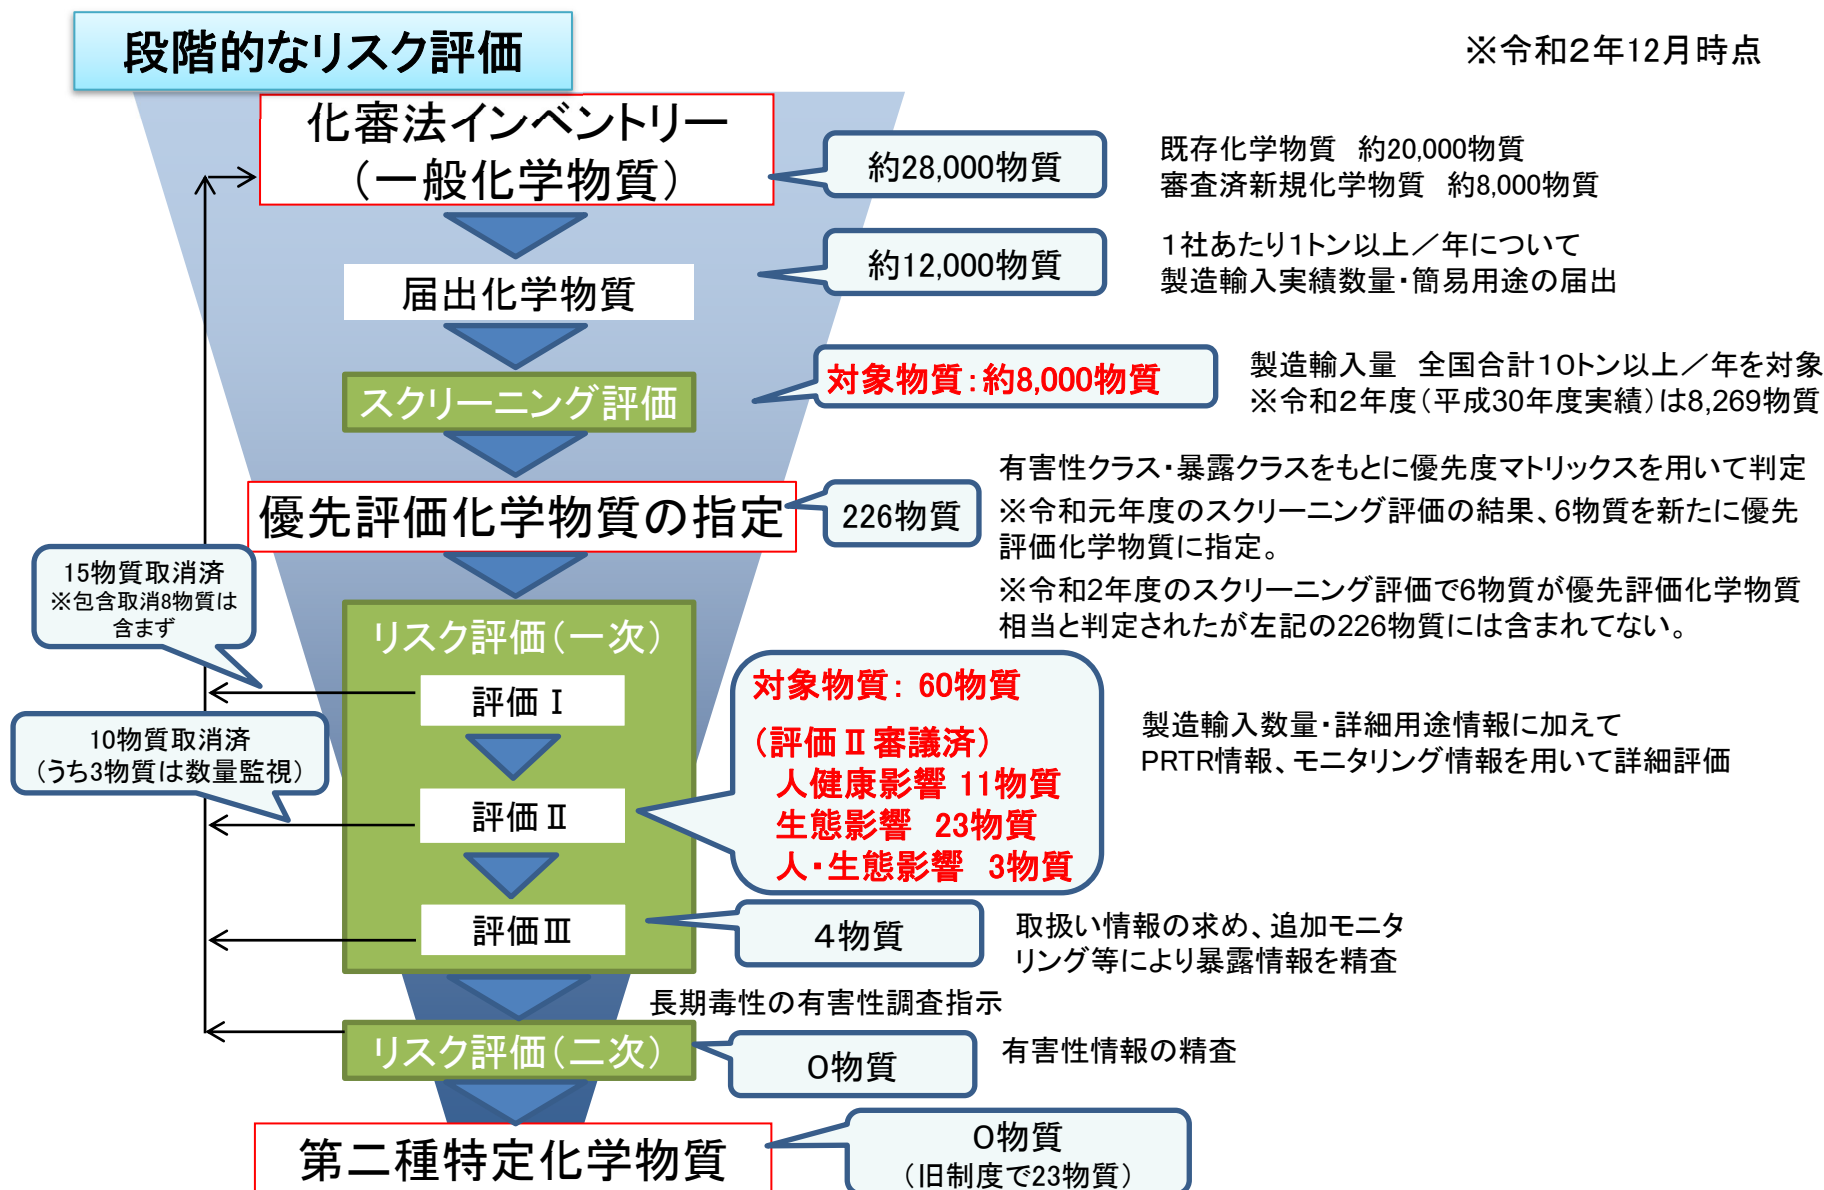 段階的なリスク評価
※令和２年12月時点
化審法インベントリー
（一般化学物質）
約28,000物質
既存化学物質　約20,000物質
審査済新規化学物質　約8,000物質
届出化学物質
約12,000物質
１社あたり１トン以上／年について
製造輸入実績数量・簡易用途の届出
スクリーニング評価
対象物質：約8,000物質
製造輸入量　全国合計１０トン以上／年を対象
※令和２年度（平成30年度実績）は8,269物質
優先評価化学物質の指定
226物質
有害性クラス・暴露クラスをもとに優先度マトリックスを用いて判定
※令和元年度のスクリーニング評価の結果、6物質を新たに優先
評価化学物質に指定。
※令和2年度のスクリーニング評価で6物質が優先評価化学物質
相当と判定されたが左記の226物質には含まれてない。
15物質取消済
※包含取消8物質は
含まず
リスク評価（一次）
評価Ⅰ
10物質取消済
（うち3物質は数量監視）
評価Ⅱ
対象物質： 60物質
（評価Ⅱ審議済）
人健康影響 11物質
生態影響　23物質
人・生態影響　3物質
製造輸入数量・詳細用途情報に加えて
PRTR情報、モニタリング情報を用いて詳細評価
評価Ⅲ
４物質
取扱い情報の求め、追加モニタ
リング等により暴露情報を精査
長期毒性の有害性調査指示
リスク評価（二次）
０物質
有害性情報の精査
第二種特定化学物質
０物質
（旧制度で23物質）